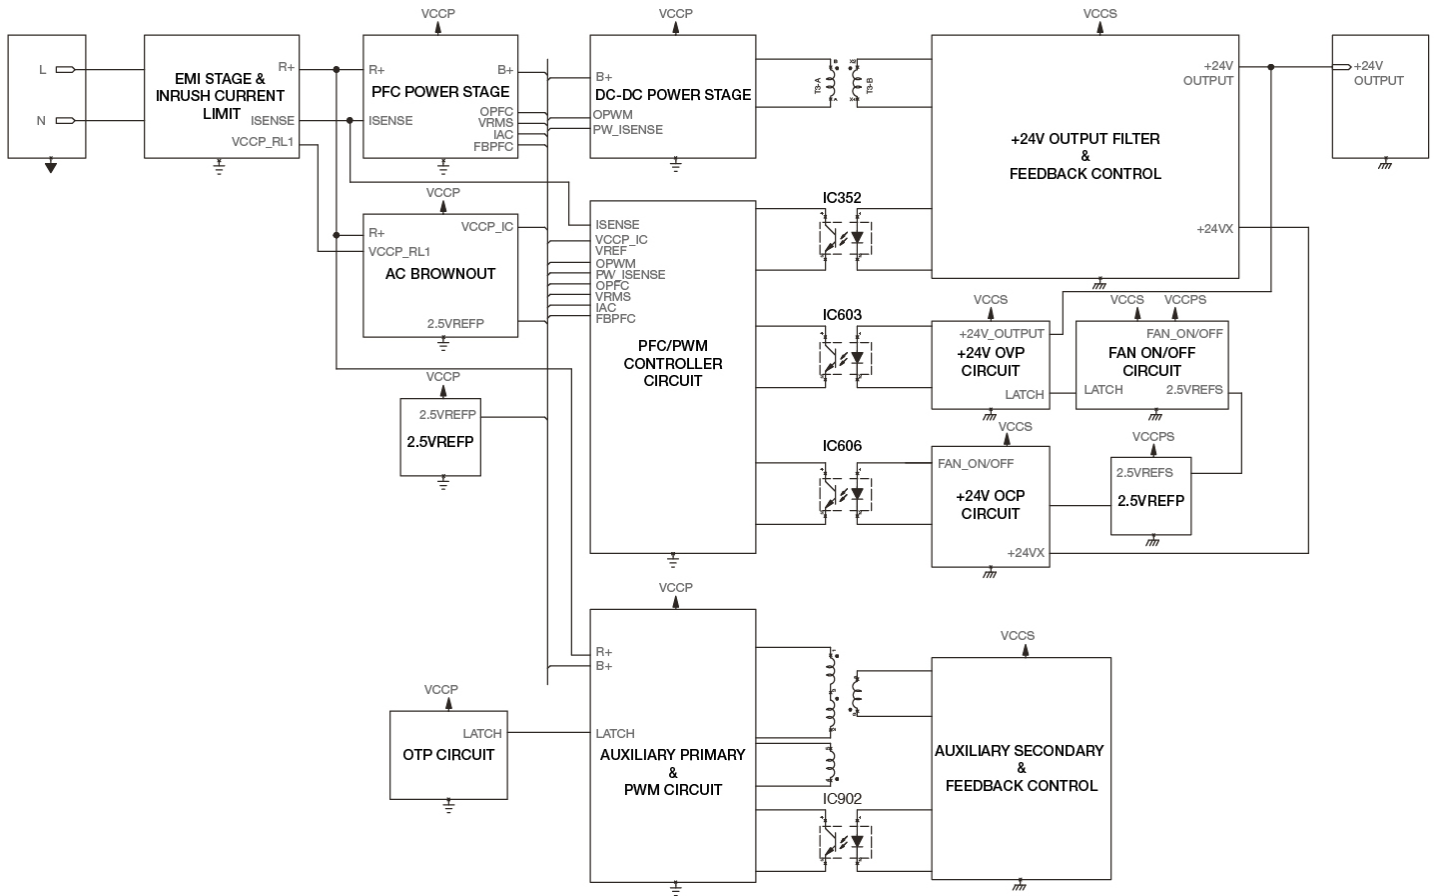 VCCP
VCCP
VCCS
L
N
EMI STAGE &
INRUSH CURRENT
LIMIT
R+
ISENSE
VCCP_RL1
R+
ISENSE
PFC POWER STAGE
B+
OPFC
VRMS
IAC
FBPFC
B+
DC-DC POWER STAGE
OPWM
PW_ISENSE
T3-A
T3-B
+24V
OUTPUT
+24V OUTPUT FILTER
&
FEEDBACK CONTROL
+24VX
+24V
OUTPUT
VCCP
R+
VCCP_RL1
VCCP_IC
AC BROWNOUT
2.5VREFP
ISENSE
VCCP_IC
VREF
OPWM
PW_ISENSE
OPFC
VRMS
IAC
FBPFC
PFC/PWM
CONTROLLER
CIRCUIT
IC352
IC603
IC606
VCCS
+24V_OUTPUT
+24V OVP
CIRCUIT
LATCH
VCCS
VCCPS
FAN_ON/OFF
FAN ON/OFF
CIRCUIT
LATCH
2.5VREFS
VCCP
2.5VREFP
2.5VREFP
VCCS
FAN_ON/OFF
+24V OCP
CIRCUIT
+24VX
VCCPS
2.5VREFS
2.5VREFP
VCCP
R+
B+
LATCH
AUXILIARY PRIMARY
&
PWM CIRCUIT
VCCP
LATCH
OTP CIRCUIT
IC902
VCCS
AUXILIARY SECONDARY
&
FEEDBACK CONTROL